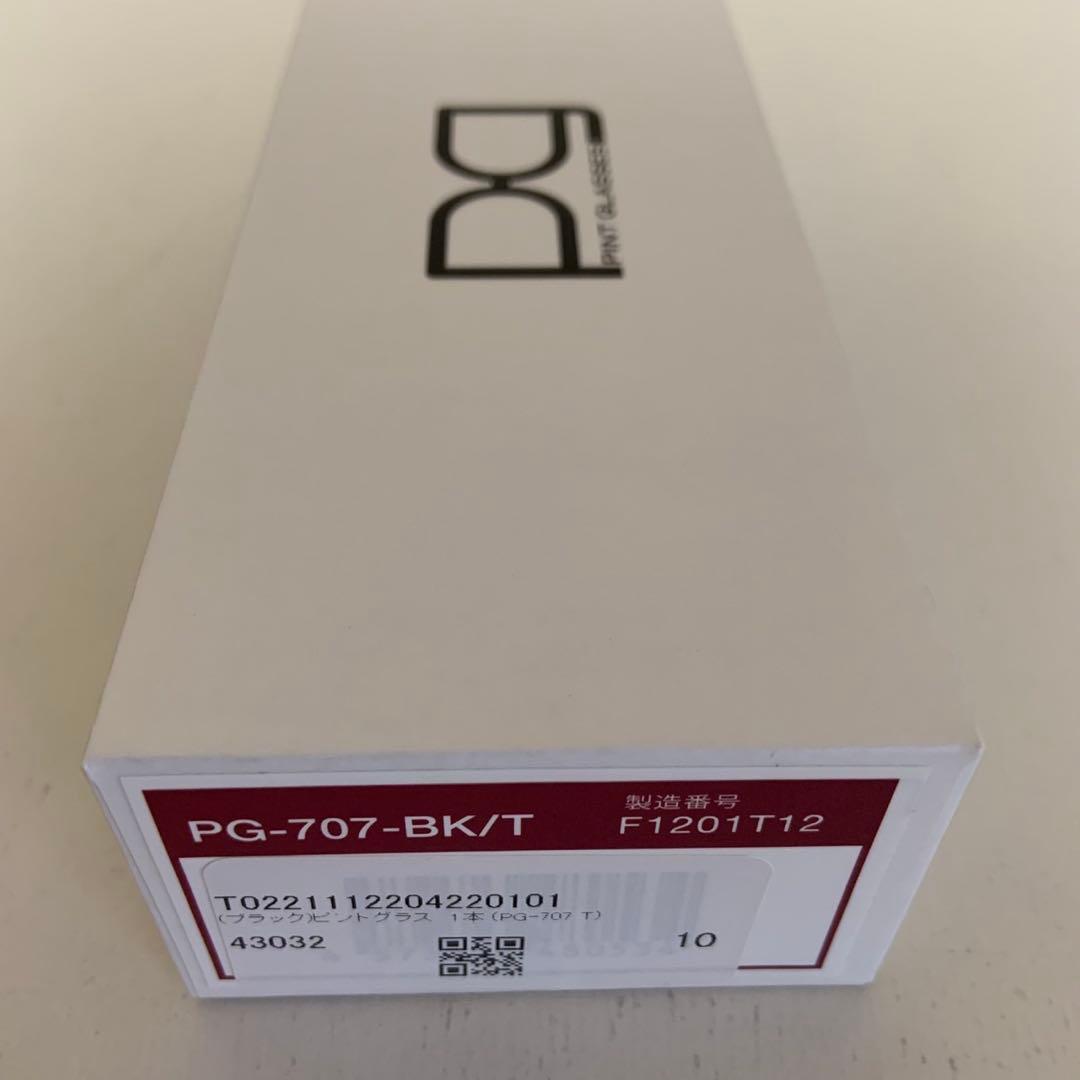 pg
PINT GLASSES
製造番号
PG-707-BK/T F1201T12
T0221112204220101
(ブラック)ピントグラス 1本 (PG-707 T)
43032 10